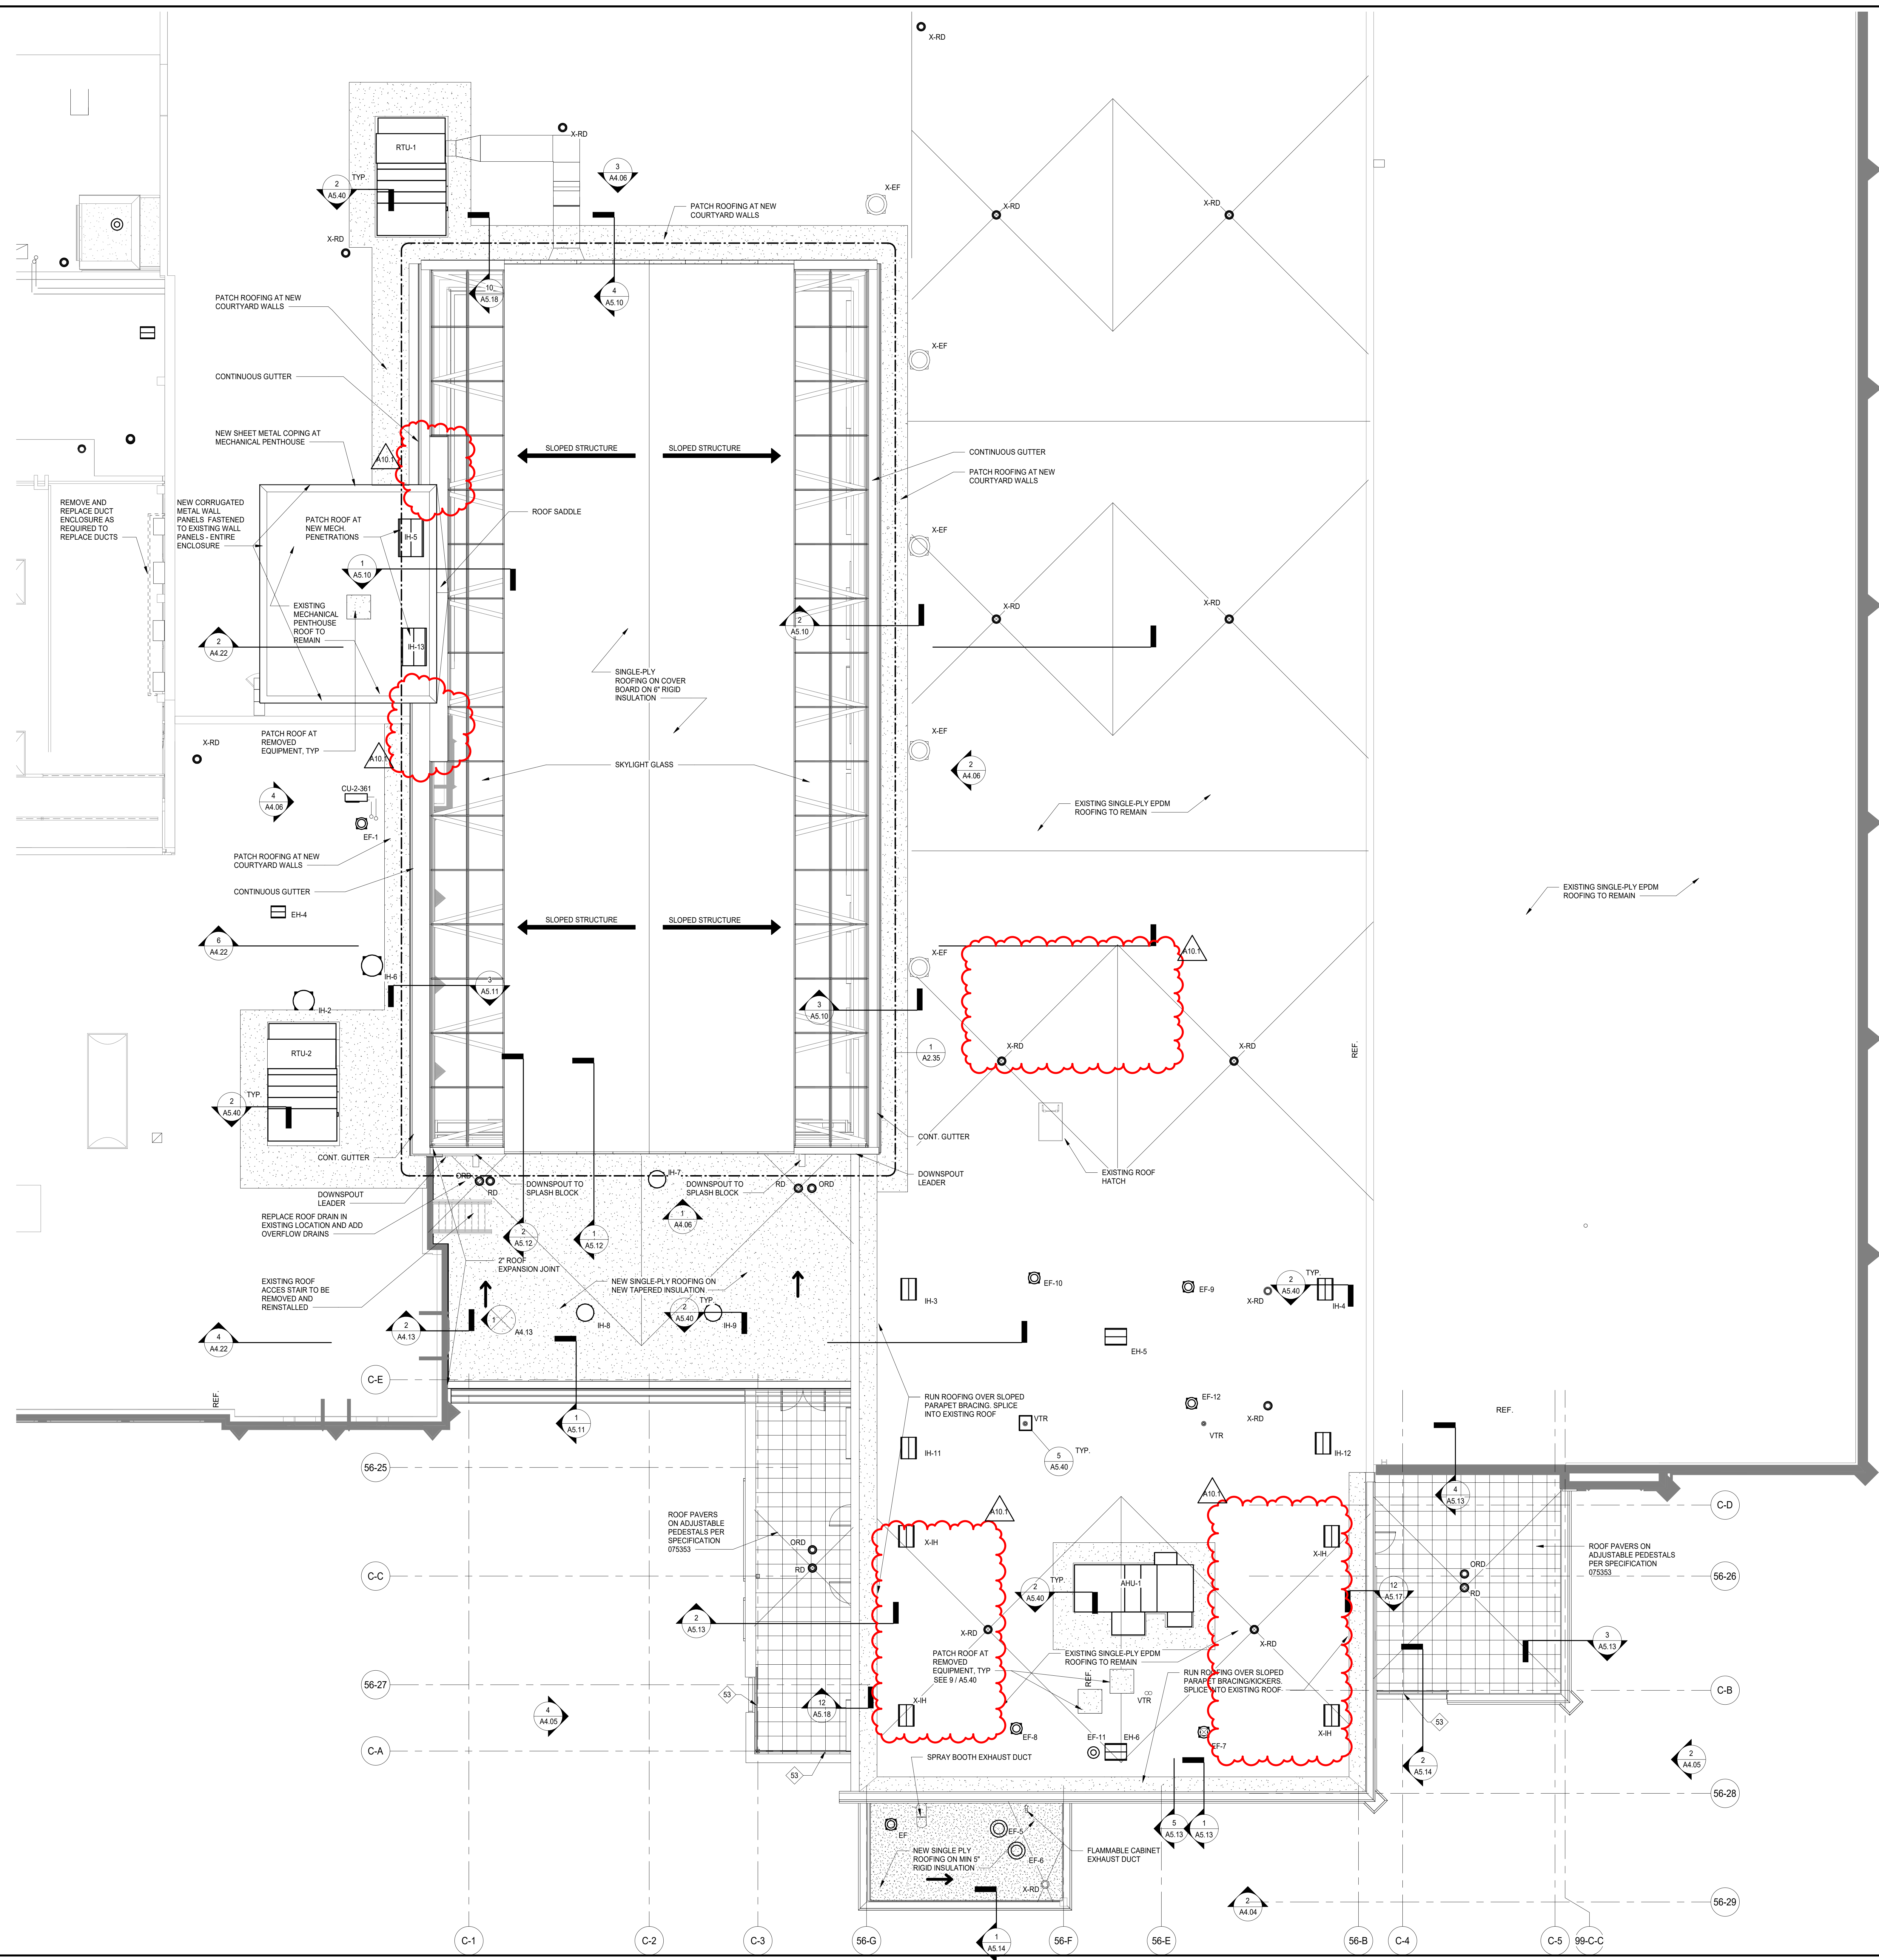 X-RD
RTU-1
X-RD
3
A4.06
2
A5.40
TYP.
X-EF
X-RD
X-RD
PATCH ROOFING AT NEW
COURTYARD WALLS
X-RD
10
A5.18
4
A5.10
PATCH ROOFING AT NEW
COURTYARD WALLS
X-EF
CONTINUOUS GUTTER
NEW SHEET METAL COPING AT
MECHANICAL PENTHOUSE
A10.1
SLOPED STRUCTURE
SLOPED STRUCTURE
CONTINUOUS GUTTER
PATCH ROOFING AT NEW
COURTYARD WALLS
REMOVE AND
REPLACE DUCT
ENCLOSURE AS
REQUIRED TO
REPLACE DUCTS
NEW CORRUGATED
METAL WALL
PANELS FASTENED
TO EXISTING WALL
PANELS - ENTIRE
ENCLOSURE
PATCH ROOF AT
NEW MECH.
PENETRATIONS
IH-5
ROOF SADDLE
X-EF
1
A5.10
EXISTING
MECHANICAL
PENTHOUSE
ROOF TO
REMAIN
X-RD
X-RD
2
A5.10
2
A4.22
IH-13
SINGLE-PLY
ROOFING ON COVER
BOARD ON 6" RIGID
INSULATION
PATCH ROOF AT
REMOVED
EQUIPMENT, TYP
X-RD
A10.1
X-EF
SKYLIGHT GLASS
2
A4.06
CU-2-361
4
A4.06
EF-1
EXISTING SINGLE-PLY EPDM
ROOFING TO REMAIN
PATCH ROOFING AT NEW
COURTYARD WALLS
CONTINUOUS GUTTER
EXISTING SINGLE-PLY EPDM
ROOFING TO REMAIN
EH-4
SLOPED STRUCTURE
SLOPED STRUCTURE
6
A4.22
X-EF
A10.1
IH-6
3
A5.11
IH-2
3
A5.10
RTU-2
1
A2.35
X-RD
X-RD
REF.
2
A5.40
TYP.
CONT. GUTTER
CONT. GUTTER
EXISTING ROOF
HATCH
DOWNSPOUT
LEADER
ORD
RD
DOWNSPOUT TO
SPLASH BLOCK
IH-7
DOWNSPOUT TO
SPLASH BLOCK
RD
ORD
DOWNSPOUT
LEADER
REPLACE ROOF DRAIN IN
EXISTING LOCATION AND ADD
OVERFLOW DRAINS
1
A4.06
2
A5.12
1
A5.12
2" ROOF
EXPANSION JOINT
EXISTING ROOF
ACCES STAIR TO BE
REMOVED AND
REINSTALLED
NEW SINGLE-PLY ROOFING ON
NEW TAPERED INSULATION
EF-10
EF-9
X-RD
2
A5.40
TYP.
IH-3
IH-4
2
A5.40
TYP.
IH-8
IH-9
1
A4.13
2
A4.13
4
A4.22
EH-5
C-E
REF.
RUN ROOFING OVER SLOPED
PARAPET BRACING. SPLICE
INTO EXISTING ROOF
EF-12
X-RD
REF.
1
A5.11
VTR
VTR
IH-11
IH-12
5
A5.40
TYP.
56-25
4
A5.13
C-D
A10.1
A10.1
ROOF PAVERS
ON ADJUSTABLE
PEDESTALS PER
SPECIFICATION
075353
ORD
RD
X-IH
X-IH
ROOF PAVERS ON
ADJUSTABLE PEDESTALS
PER SPECIFICATION
075353
ORD
RD
C-C
56-26
2
A5.40
TYP.
AHU-1
12
A5.17
2
A5.13
X-RD
X-RD
3
A5.13
PATCH ROOF AT
REMOVED
EQUIPMENT, TYP
SEE 9 / A5.40
EXISTING SINGLE-PLY EPDM
ROOFING TO REMAIN
REF.
RUN ROOFING OVER SLOPED
PARAPET BRACING/KICKERS.
SPLICE INTO EXISTING ROOF
56-27
C-B
53
12
A5.18
X-IH
VTR
X-IH
53
4
A4.05
EF-8
EF-11
EH-6
EF-7
C-A
SPRAY BOOTH EXHAUST DUCT
53
2
A5.14
2
A4.05
56-28
EF
EF-5
5
A5.13
1
A5.13
NEW SINGLE PLY
ROOFING ON MIN 5"
RIGID INSULATION
EF-6
FLAMMABLE CABINET
EXHAUST DUCT
X-RD
2
A4.04
56-29
C-1
C-2
C-3
56-G
1
A5.14
56-F
56-E
56-B
C-4
C-5
99-C-C